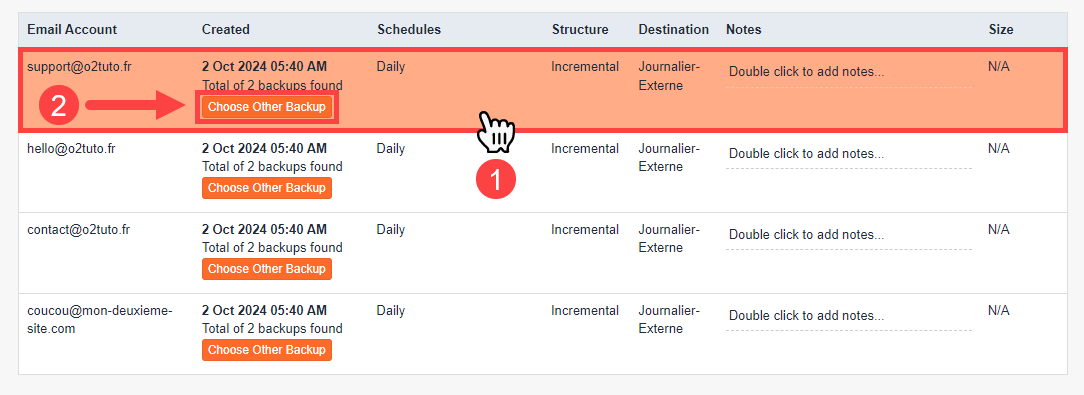 Email Account Created Schedules Structure Destination Notes Size
support@o2tuto.fr 2 Oct 2024 05:40 AM Daily Incremental Journalier- Double click to add notes... N/A
Total of 2 backups found Externe
2 Choose Other Backup
1
hello@o2tuto.fr 2 Oct 2024 05:40 AM Daily Incremental Journalier- Double click to add notes... N/A
Total of 2 backups found Externe
Choose Other Backup
contact@o2tuto.fr 2 Oct 2024 05:40 AM Daily Incremental Journalier- Double click to add notes... N/A
Total of 2 backups found Externe
Choose Other Backup
coucou@mon-deuxieme- 2 Oct 2024 05:40 AM Daily Incremental Journalier- Double click to add notes... N/A
site.com Total of 2 backups found Externe
Choose Other Backup